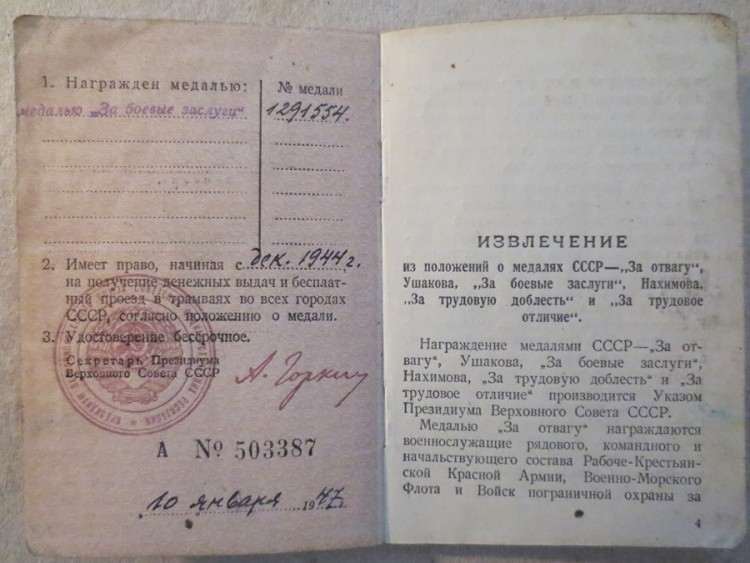 1. Награжден медалью:
№ медали
медалью „За боевые заслуги“
1291554.
2. Имеет право, начиная с дек. 1944 г.,
на получение денежных выдач и бесплат-
ный проезд в трамваях во всех городах
СССР, согласно положению о медали.
3. Удостоверение бессрочное.
Секретарь Президиума
Верховного Совета СССР
А. Горкин
А № 503387
10 января 1947 г.
ИЗВЛЕЧЕНИЕ
из положений о медалях СССР—„За отвагу“,
Ушакова, „За боевые заслуги“, Нахимова,
„За трудовую доблесть“ и „За трудовое
отличие“.
Награждение медалями СССР—„За от-
вагу“, Ушакова, „За боевые заслуги“,
Нахимова, „За трудовую доблесть“ и „За
трудовое отличие“ производится Указом
Президиума Верховного Совета СССР.
Медалью „За отвагу“ награждаются
военнослужащие рядового, командного и
начальствующего состава Рабоче-Крестьян-
ской Красной Армии, Военно-Морского
Флота и Войск пограничной охраны за
4